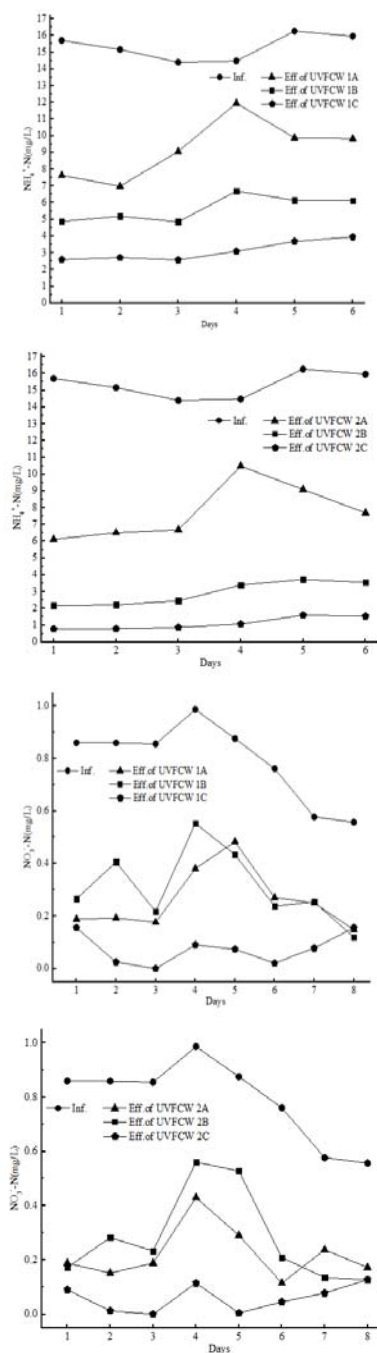 17
16
15
14
13
12
11
10
9
8
7
6
5
4
3
2
1
0
NH₄⁺-N(mg/L)
Inf.
Eff of UVFCW 1A
Eff of UVFCW 1B
Eff of UVFCW 1C
1 2 3 4 5 6
Days
17
16
15
14
13
12
11
10
9
8
7
6
5
4
3
2
1
0
NH₄⁺-N(mg/L)
Inf.
Eff.of UVFCW 2A
Eff.of UVFCW 2B
Eff.of UVFCW 2C
1 2 3 4 5 6
Days
1.0
0.8
0.6
0.4
0.2
0.0
NO₃⁻-N(mg/L)
Inf.
Eff.of UVFCW 1A
Eff.of UVFCW 1B
Eff.of UVFCW 1C
1 2 3 4 5 6 7 8
Days
1.0
0.8
0.6
0.4
0.2
0.0
NO₃⁻-N(mg/L)
Inf.
Eff.of UVFCW 2A
Eff.of UVFCW 2B
Eff.of UVFCW 2C
1 2 3 4 5 6 7 8
Days